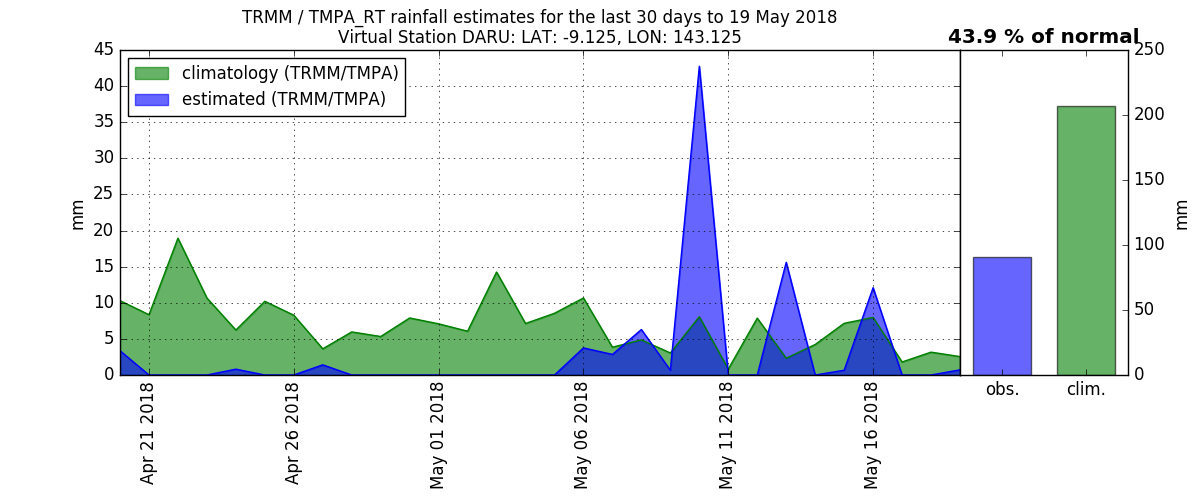 TRMM / TMPA_RT rainfall estimates for the last 30 days to 19 May 2018
Virtual Station DARU: LAT: -9.125, LON: 143.125
43.9 % of normal
climatology (TRMM/TMPA)
estimated (TRMM/TMPA)
45
40
35
30
25
20
15
10
5
0
mm
Apr 21 2018
Apr 26 2018
May 01 2018
May 06 2018
May 11 2018
May 16 2018
250
200
150
100
50
0
mm
obs.
clim.